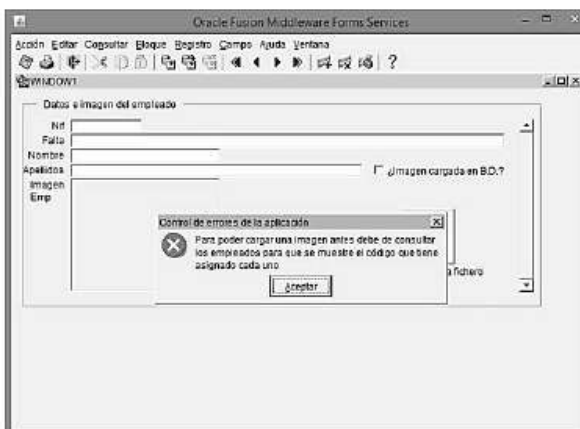 Oracle Fusion Middleware Forms Services
Acción Editar Consultar Bloque Registro Campo Ayuda Ventana
WINDOW1
Datos e imagen del empleado
Nif
Falta
Nombre
Apellidos
¿Imagen cargada en B.D.?
Imagen
Emp
Control de errores de la aplicación
Para poder cargar una imagen antes debe de consultar
los empleados para que se muestre el código que tiene
asignado cada uno
a fichero
Aceptar